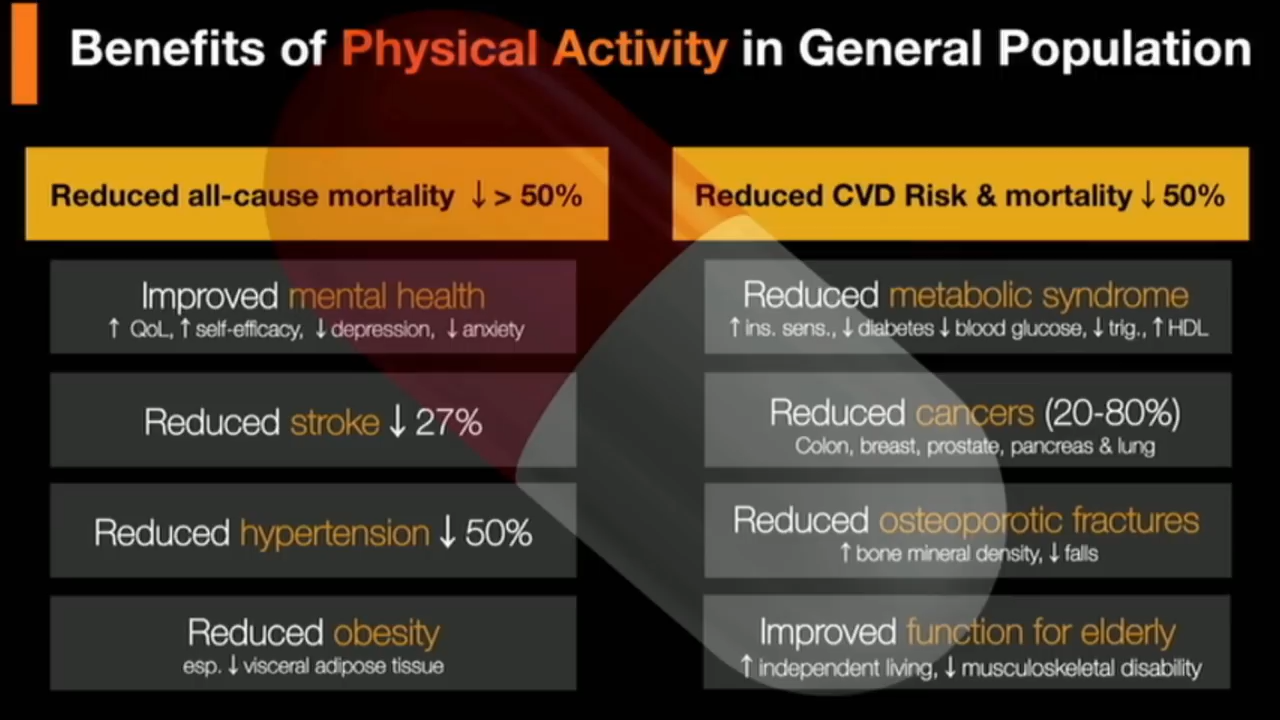 Benefits of Physical Activity in General Population
Reduced all-cause mortality ↓ > 50%
Improved mental health
↑ QoL, ↑ self-efficacy, ↓ depression, ↓ anxiety
Reduced stroke ↓ 27%
Reduced hypertension ↓ 50%
Reduced obesity
esp. ↓ visceral adipose tissue
Reduced CVD Risk & mortality ↓ 50%
Reduced metabolic syndrome
↑ ins. sens., ↓ diabetes ↓ blood glucose, ↓ trig., ↑ HDL
Reduced cancers (20-80%)
Colon, breast, prostate, pancreas & lung
Reduced osteoporotic fractures
↑ bone mineral density, ↓ falls
Improved function for elderly
↑ independent living, ↓ musculoskeletal disability